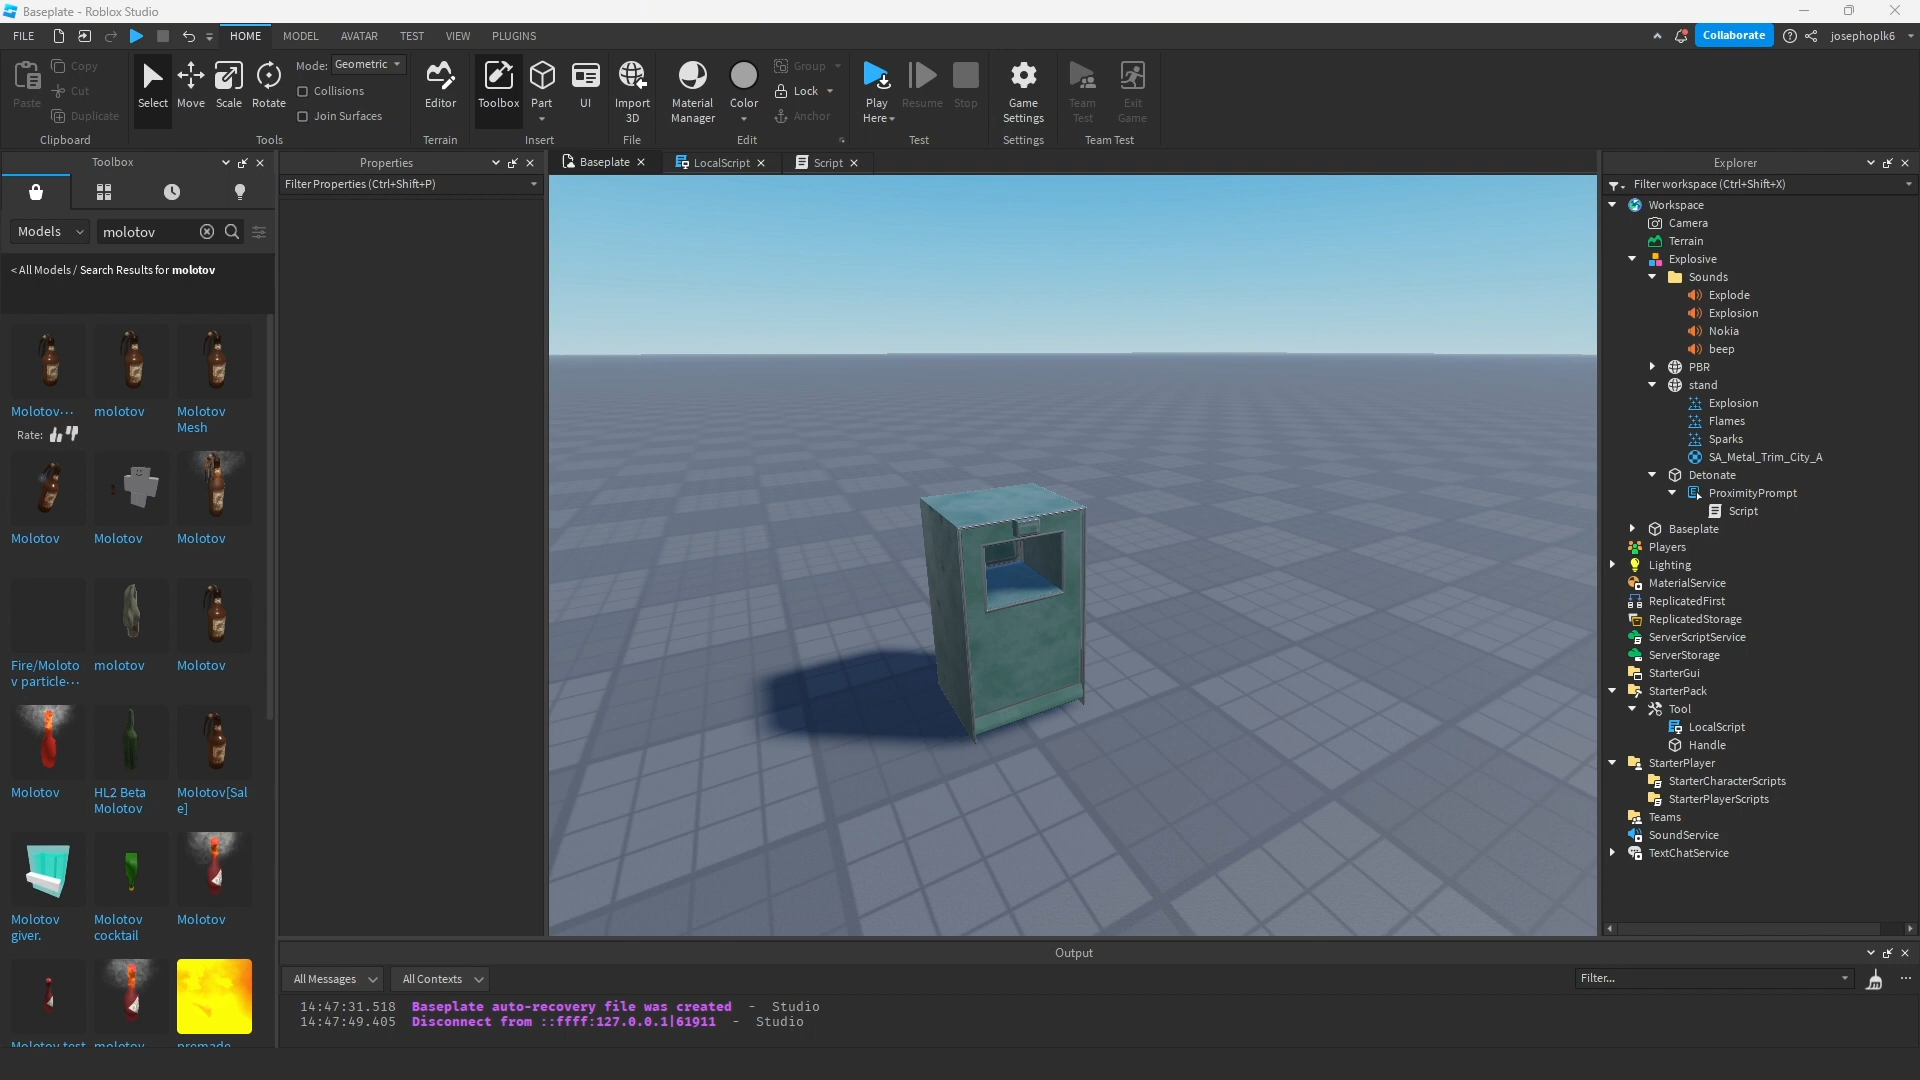 Baseplate - Roblox Studio
FILE
HOME
MODEL
AVATAR
TEST
VIEW
PLUGINS
Collaborate
josephoplk6
Paste
Copy
Cut
Duplicate
Clipboard
Select
Move
Scale
Rotate
Mode: Geometric
Collisions
Join Surfaces
Tools
Editor
Terrain
Toolbox
Part
UI
Insert
Import
3D
File
Material
Manager
Color
Group
Lock
Anchor
Edit
Play
Here
Resume
Stop
Test
Game
Settings
Settings
Team
Test
Exit
Game
Team Test
Toolbox
Models
molotov
< All Models / Search Results for molotov
Molotov···
molotov
Molotov
Mesh
Rate:
Molotov
Molotov
Molotov
Fire/Moloto
v particle···
molotov
Molotov
Molotov
HL2 Beta
Molotov
Molotov[Sal
e]
Molotov
giver.
Molotov
cocktail
Molotov
Molotov test
molotov
premade
Properties
Filter Properties (Ctrl+Shift+P)
Baseplate
LocalScript
Script
Explorer
Filter workspace (Ctrl+Shift+X)
Workspace
Camera
Terrain
Explosive
Sounds
Explode
Explosion
Nokia
beep
PBR
stand
Explosion
Flames
Sparks
SA_Metal_Trim_City_A
Detonate
ProximityPrompt
Script
Baseplate
Players
Lighting
MaterialService
ReplicatedFirst
ReplicatedStorage
ServerScriptService
ServerStorage
StarterGui
StarterPack
Tool
LocalScript
Handle
StarterPlayer
StarterCharacterScripts
StarterPlayerScripts
Teams
SoundService
TextChatService
Output
All Messages
All Contexts
Filter...
14:47:31.518 Baseplate auto-recovery file was created - Studio
14:47:49.405 Disconnect from ::ffff:127.0.0.1|61911 - Studio